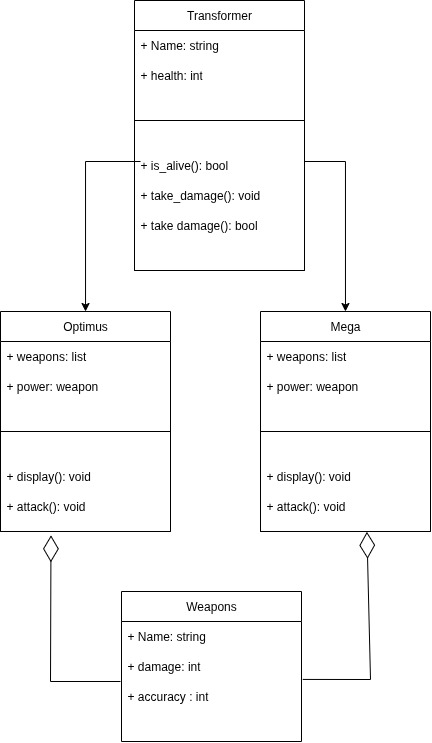 Transformer
+ Name: string
+ health: int
+ is_alive(): bool
+ take_damage(): void
+ take damage(): bool
Optimus
+ weapons: list
+ power: weapon
+ display(): void
+ attack(): void
Mega
+ weapons: list
+ power: weapon
+ display(): void
+ attack(): void
Weapons
+ Name: string
+ damage: int
+ accuracy : int